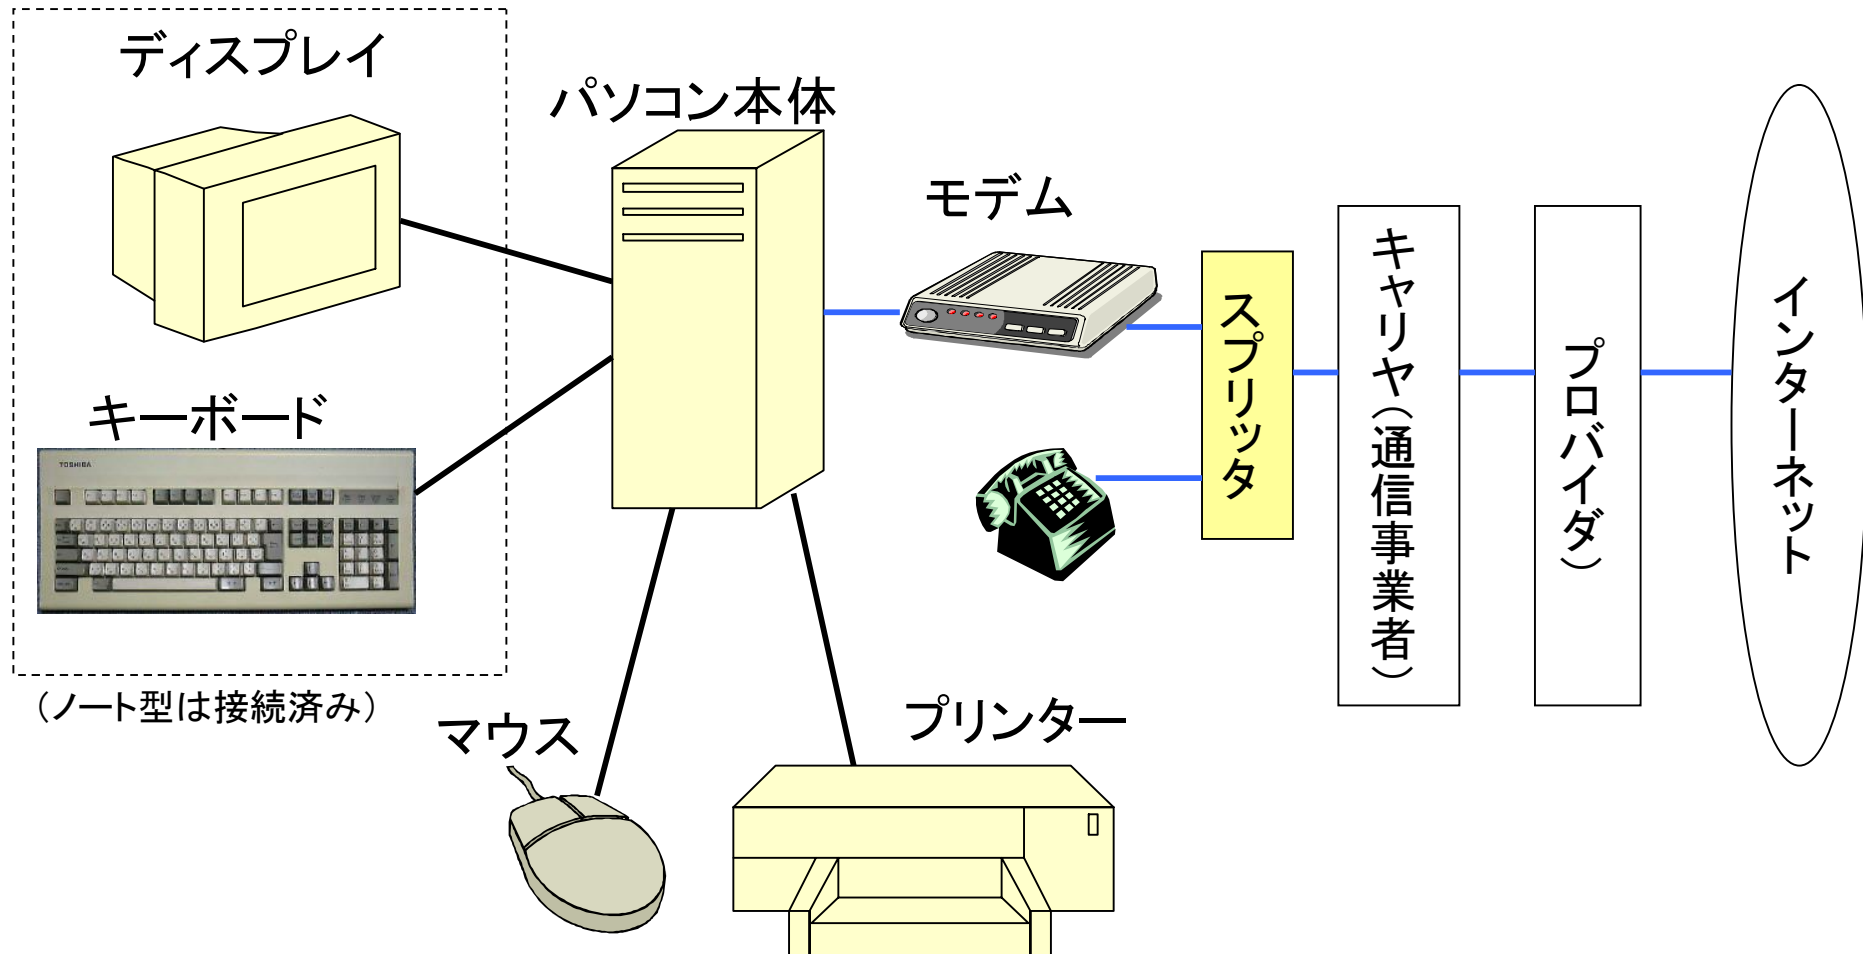 ディスプレイ
パソコン本体
モデム
キーボード
TOSHIBA
(ノート型は接続済み)
マウス
プリンター
スプリッタ
キャリヤ(通信事業者)
プロバイダ)
インターネット